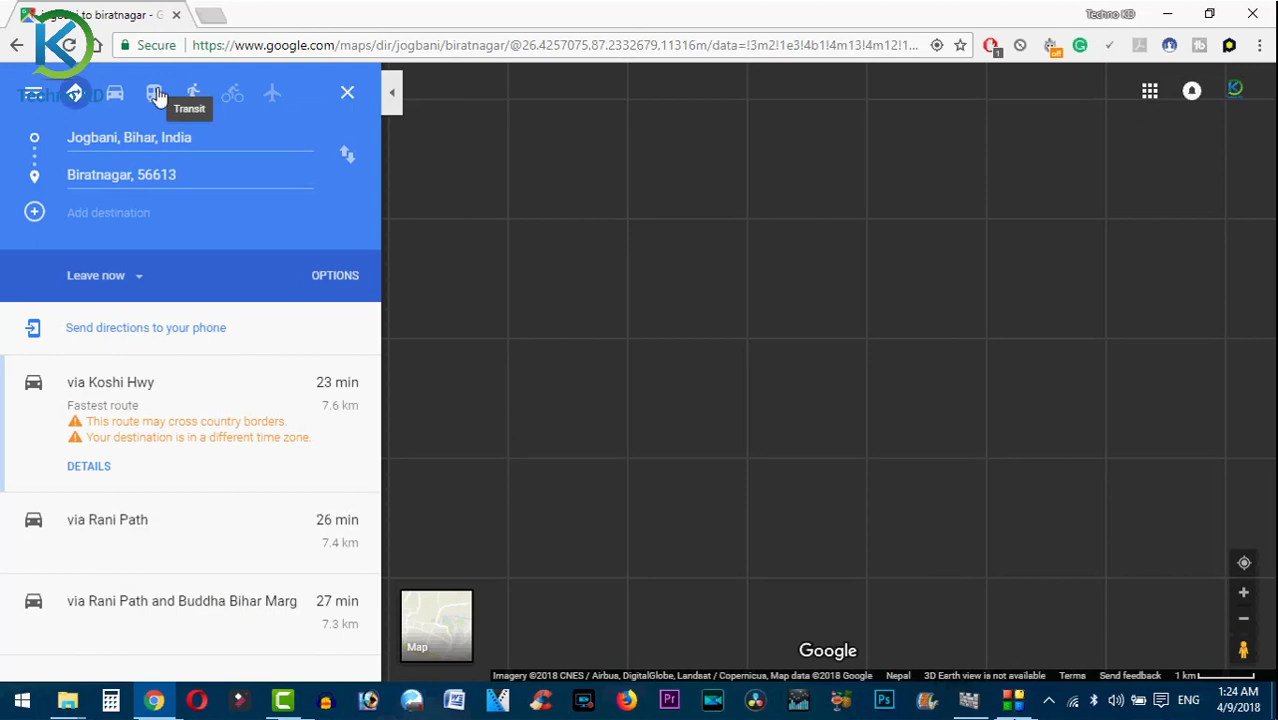 jogbani to biratnagar - G
Techno KD
Secure
https://www.google.com/maps/dir/jogbani/biratnagar/@26.4257075,87.2332679,11316m/data=!3m2!1e3!4b1!4m13!4m12!1...
1
off
Techno KD
Transit
Jogbani, Bihar, India
Biratnagar, 56613
Add destination
Leave now
OPTIONS
Send directions to your phone
via Koshi Hwy
23 min
Fastest route
7.6 km
This route may cross country borders.
Your destination is in a different time zone.
DETAILS
via Rani Path
26 min
7.4 km
via Rani Path and Buddha Bihar Marg
27 min
7.3 km
Map
Google
Imagery ©2018 CNES / Airbus, DigitalGlobe, Landsat / Copernicus, Map data ©2018 Google
Nepal
3D Earth view is not available
Terms
Send feedback
1 km
Pr
Ps
ENG
1:24 AM
4/9/2018